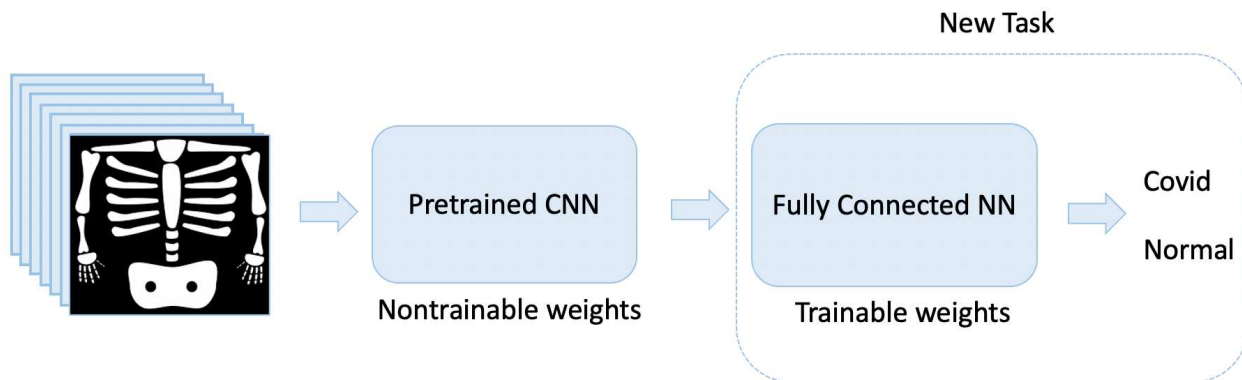 New Task
Pretrained CNN
Nontrainable weights
Fully Connected NN
Trainable weights
Covid
Normal